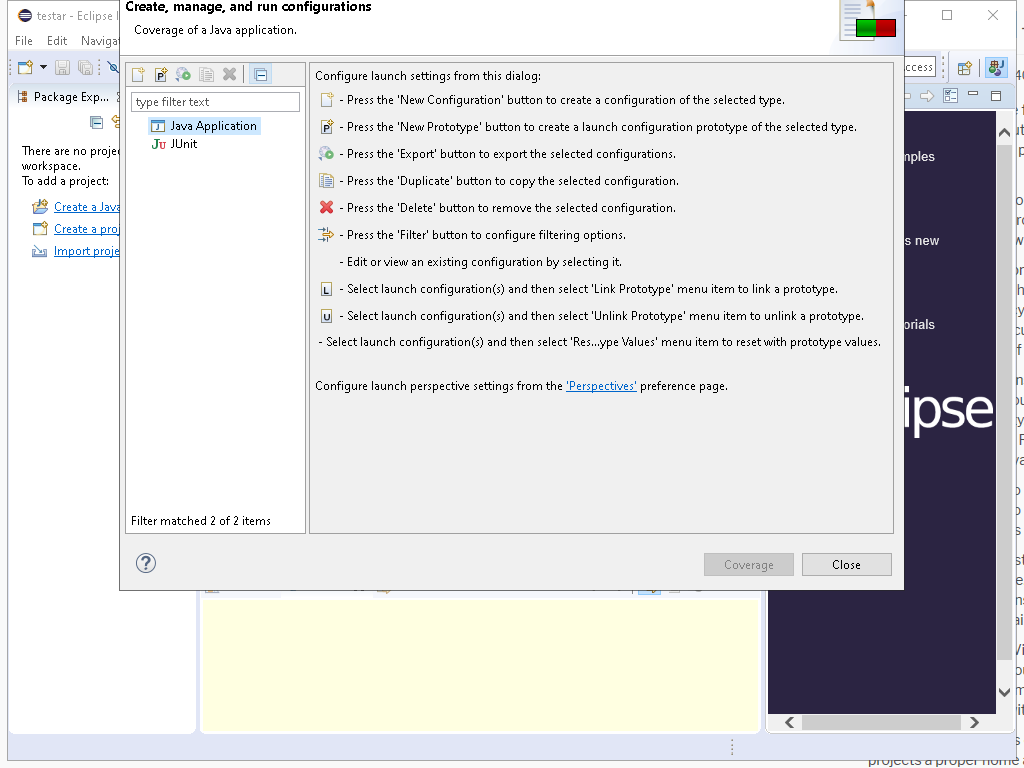 Create, manage, and run configurations
Coverage of a Java application.
testar - Eclipse
File Edit
Package Exp...
There are no
workspace.
To add a project:
Create a Java
Create a
Import
type filter text
Java Application
JUnit
Filter matched 2 of 2 items
Configure launch settings from this dialog:
- Press the 'New Configuration' button to create a configuration of the selected type.
- Press the 'New Prototype' button to create a launch configuration prototype of the selected type.
- Press the 'Export' button to export the selected configurations.
- Press the 'Duplicate' button to copy the selected configuration.
- Press the 'Delete' button to remove the selected configuration.
- Press the 'Filter' button to configure filtering options.
- Edit or view an existing configuration by selecting it.
L - Select launch configuration(s) and then select 'Link Prototype' menu item to link a prototype.
U - Select launch configuration(s) and then select 'Unlink Prototype' menu item to unlink a prototype.
- Select launch configuration(s) and then select 'Res...ype Values' menu item to reset with prototype values.
Configure launch perspective settings from the 'Perspectives' preference page.
Coverage
Close
s new
ipse
projects a proper home